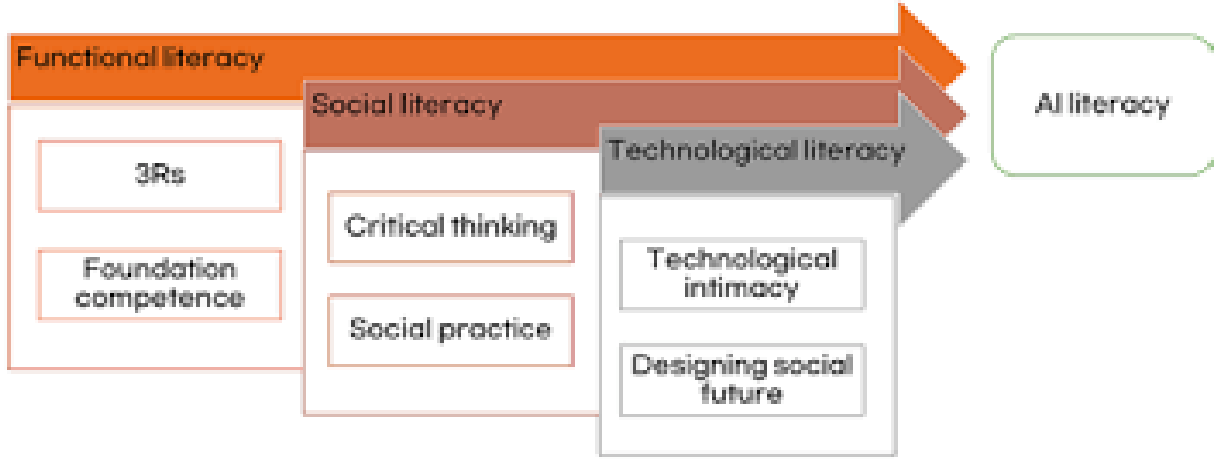 Functional literacy
Social literacy
Technological literacy
AI literacy
3Rs
Foundation
competence
Critical thinking
Social practice
Technological
intimacy
Designing social
future